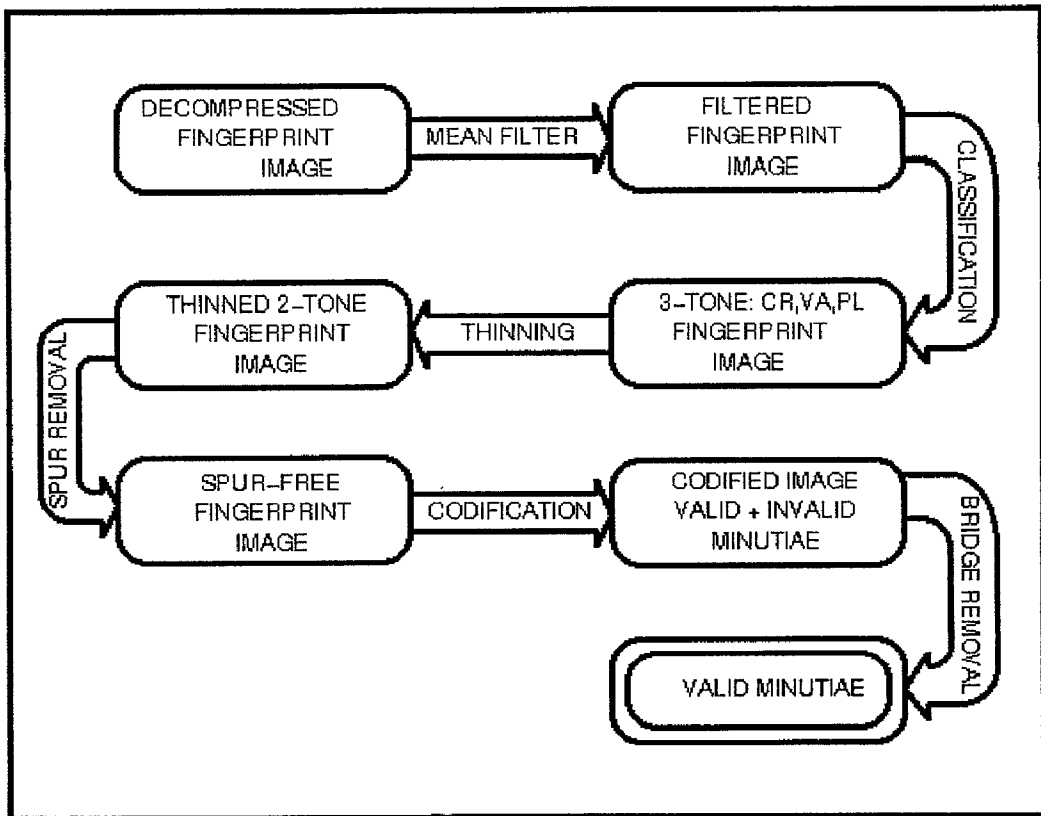 DECOMPRESSED
FINGERPRINT
IMAGE
MEAN FILTER
FILTERED
FINGERPRINT
IMAGE
CLASSIFICATION
3-TONE: CR,VA,PL
FINGERPRINT
IMAGE
THINNING
THINNED 2-TONE
FINGERPRINT
IMAGE
SPUR REMOVAL
SPUR-FREE
FINGERPRINT
IMAGE
CODIFICATION
CODIFIED IMAGE
VALID + INVALID
MINUTIAE
BRIDGE REMOVAL
VALID MINUTIAE